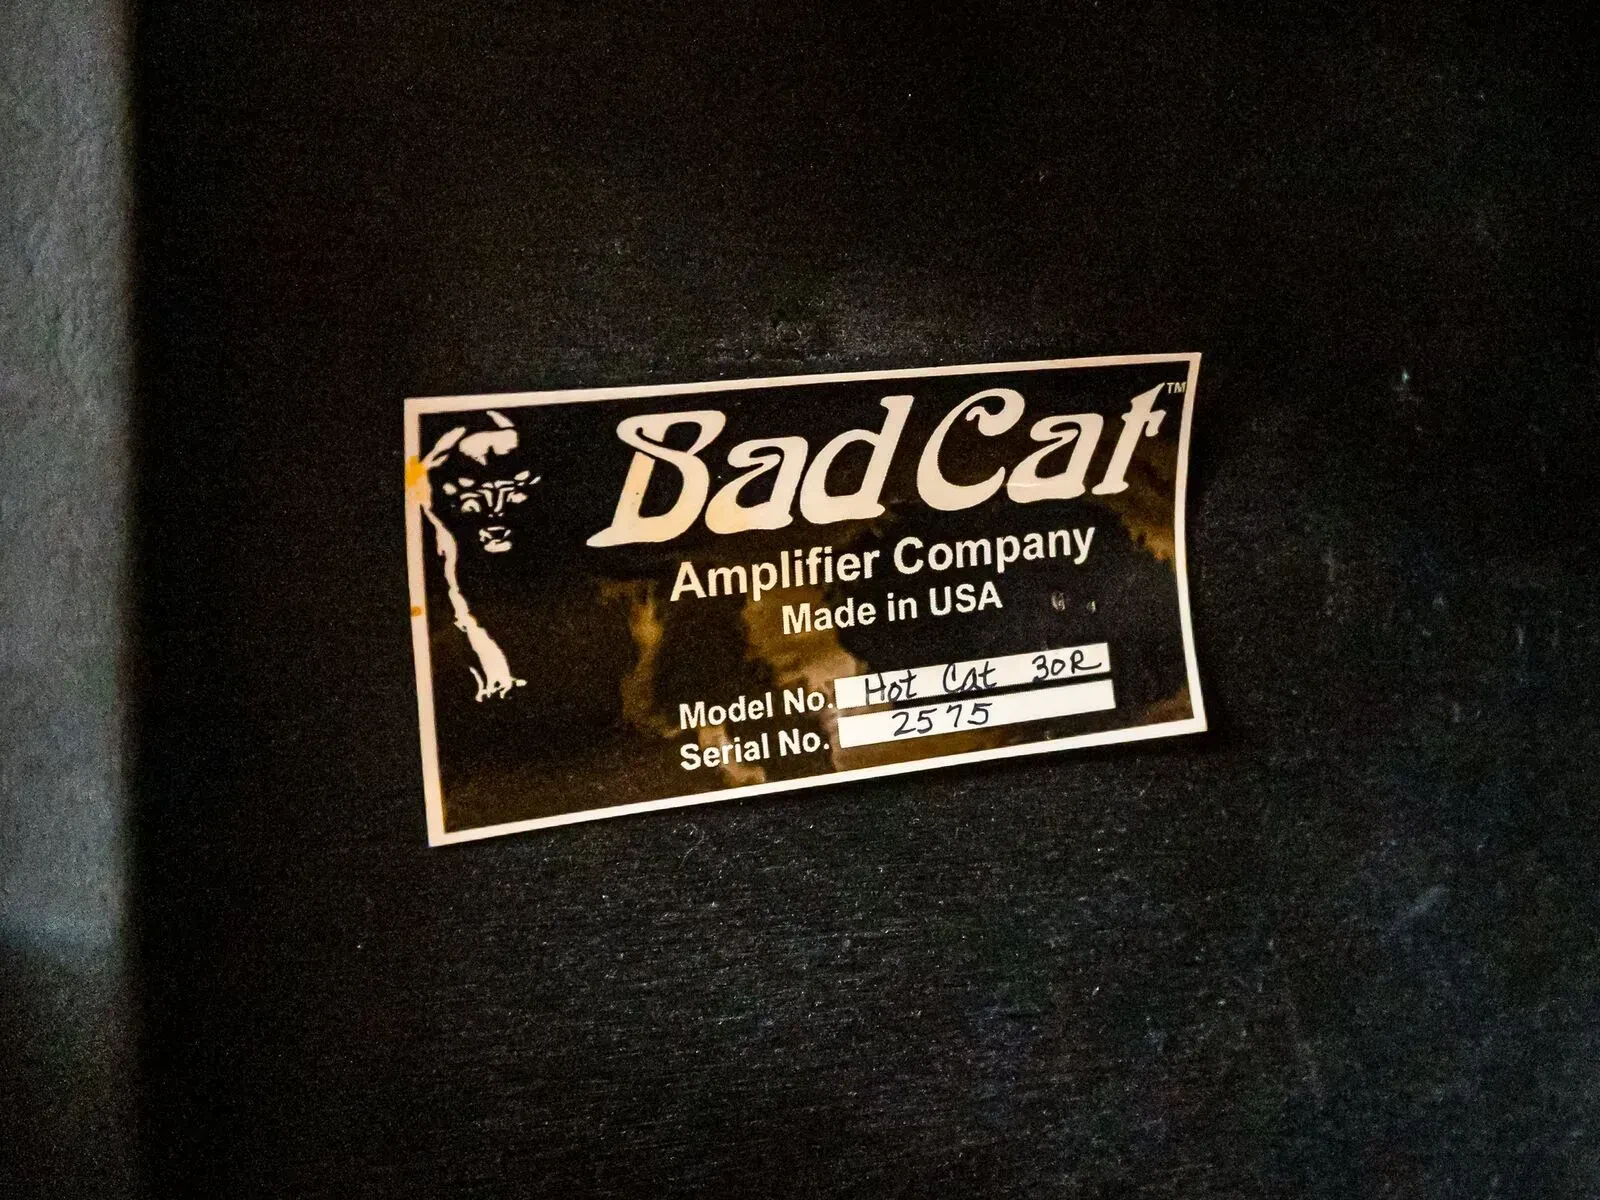 Bad Cat™
Amplifier Company
Made in USA
Model No. Hot Cat 30R
Serial No. 2575